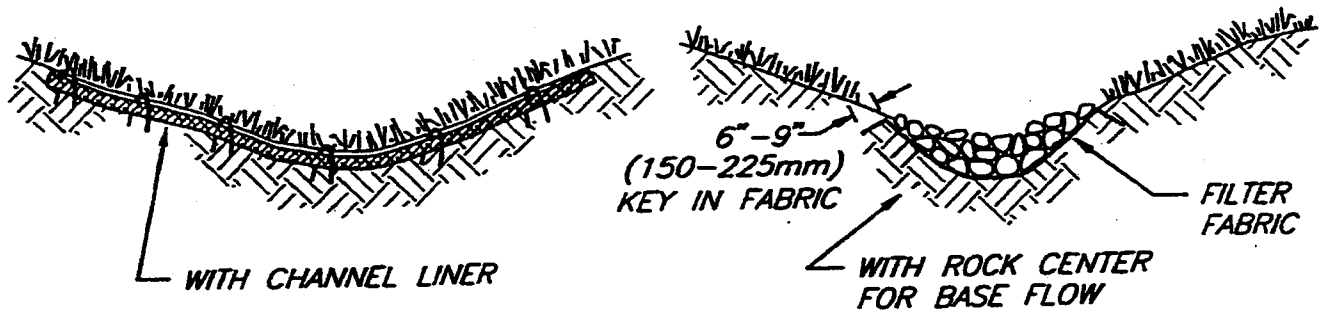 WITH CHANNEL LINER
6"-9"
(150-225mm)
KEY IN FABRIC
FILTER
FABRIC
WITH ROCK CENTER
FOR BASE FLOW